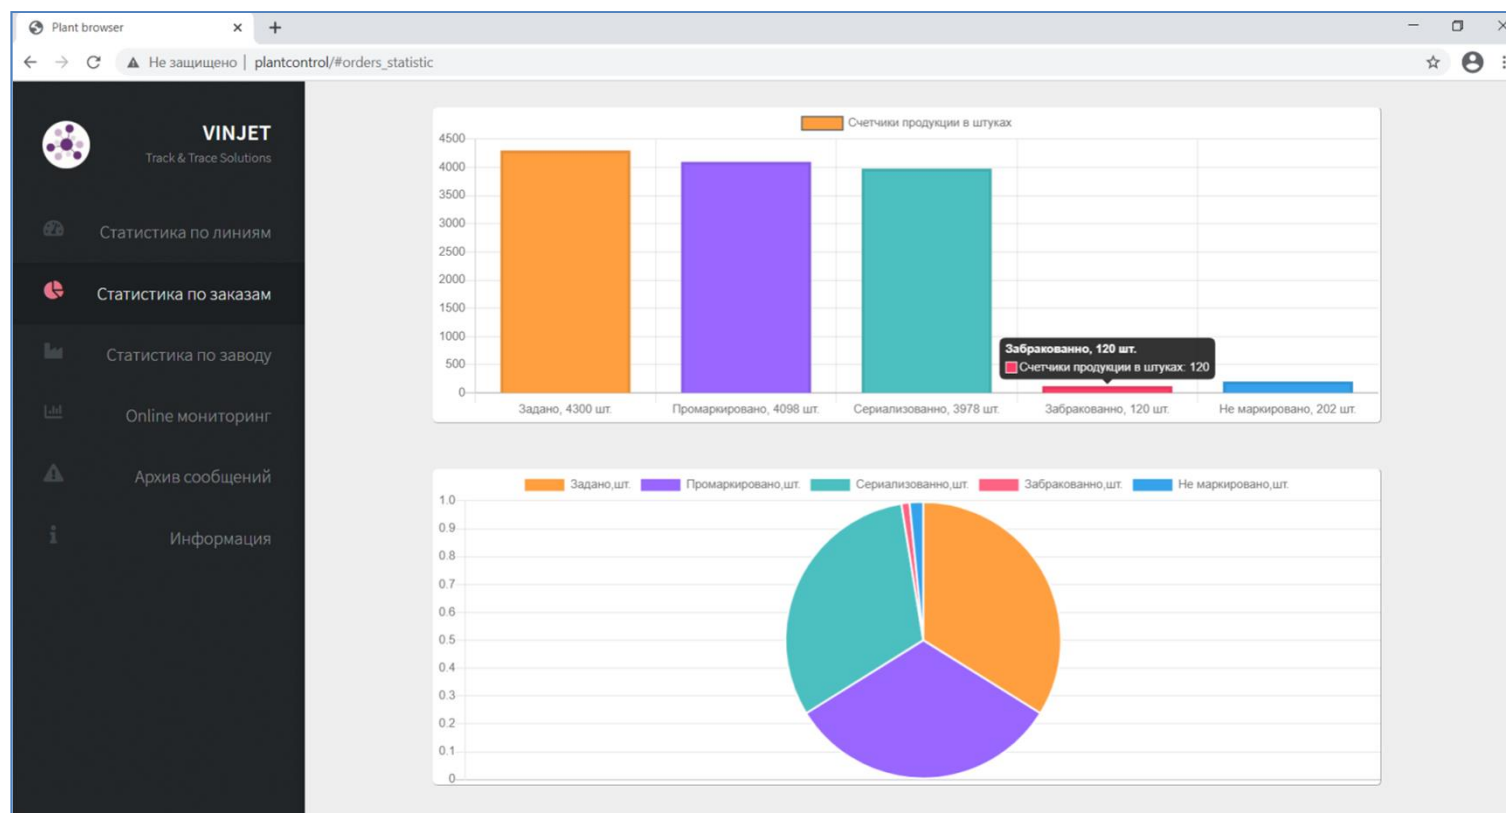 Plant browser
Не защищено | plantcontrol/#orders_statistic
VINJET
Track & Trace Solutions
Статистика по линиям
Статистика по заказам
Статистика по заводу
Online мониторинг
Архив сообщений
Информация
Счетчики продукции в штуках
4500
4000
3500
3000
2500
2000
1500
1000
500
0
Забракованно, 120 шт.
Счетчики продукции в штуках: 120
Задано, 4300 шт. Промаркировано, 4098 шт. Сериализованно, 3978 шт. Забракованно, 120 шт. Не маркировано, 202 шт.
Задано,шт. Промаркировано,шт. Сериализованно,шт. Забракованно,шт. Не маркировано,шт.
1.0
0.9
0.8
0.7
0.6
0.5
0.4
0.3
0.2
0.1
0